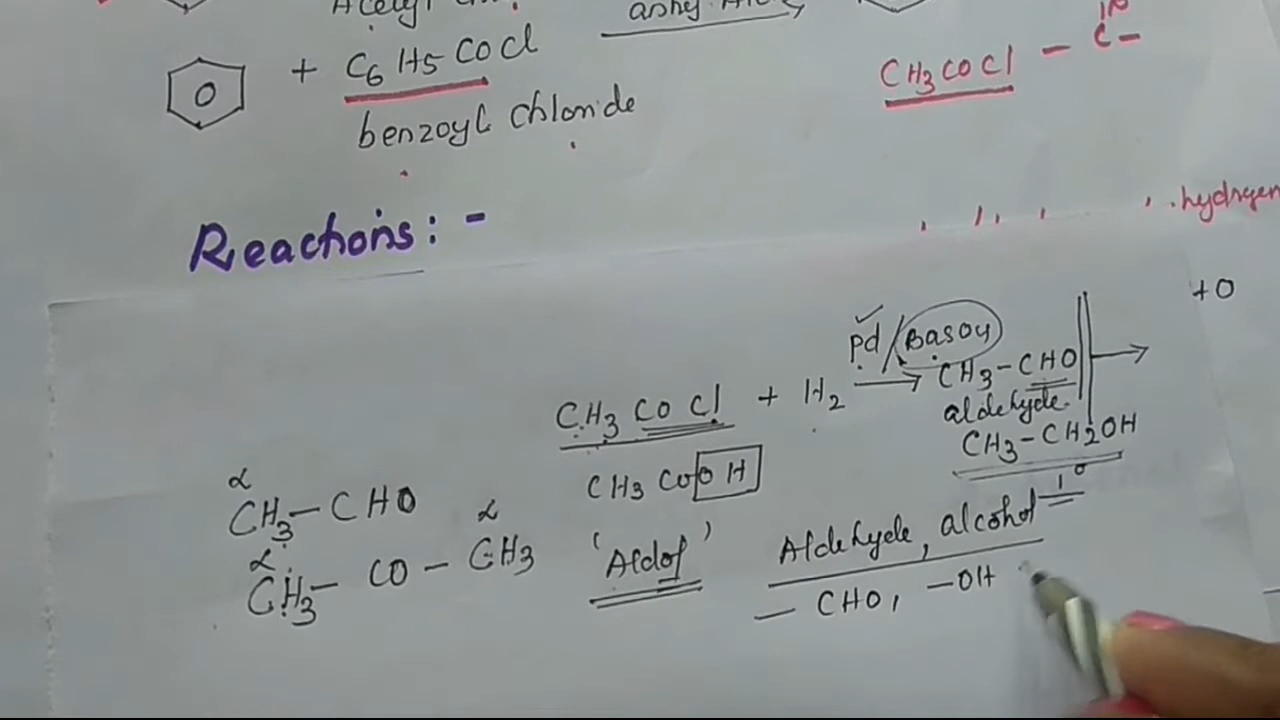 + C6H5COCl
CH3COCl - C -
benzoyl chloride
hydrogen
Reactions:-
+O
Pd/BaSO4
CH3COCl + H2 → CH3-CHO →
aldehyde
CH3-CH2OH
CH3COOH
1°
α
CH3-CHO
α α
CH3-CO-CH3
'Aldol'
Aldehyde, alcohol
-CHO, -OH